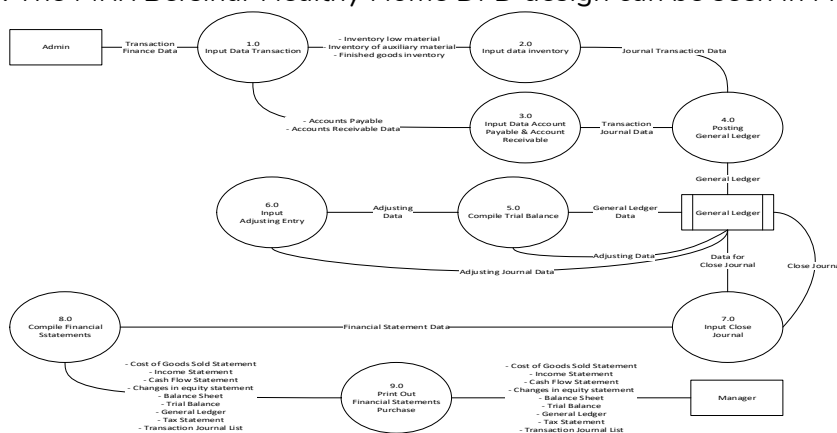 Admin
Transaction
Finance Data
1.0
Input Data Transaction
- Inventory low material
- Inventory of auxiliary material
- Finished goods inventory
2.0
Input data inventory
Journal Transaction Data
- Accounts Payable
- Accounts Receivable Data
3.0
Input Data Account
Payable & Account
Receivable
Transaction
Journal Data
4.0
Posting
General Ledger
General Ledger
6.0
Input
Adjusting Entry
Adjusting
Data
5.0
Compile Trial Balance
General Ledger
Data
General Ledger
Adjusting Data
Adjusting Journal Data
Data for
Close Journal
Close Journ
8.0
Compile Financial
Sstatements
Financial Statement Data
7.0
Input Close
Journal
- Cost of Goods Sold Statement
- Income Statement
- Cash Flow Statement
- Changes in equity statement
- Balance Sheet
- Trial Balance
- General Ledger
- Tax Statement
- Transaction Journal List
9.0
Print Out
Financial Statements
Purchase
- Cost of Goods Sold Statement
- Income Statement
- Cash Flow Statement
- Changes in equity statement
- Balance Sheet
- Trial Balance
- General Ledger
- Tax Statement
- Transaction Journal List
Manager